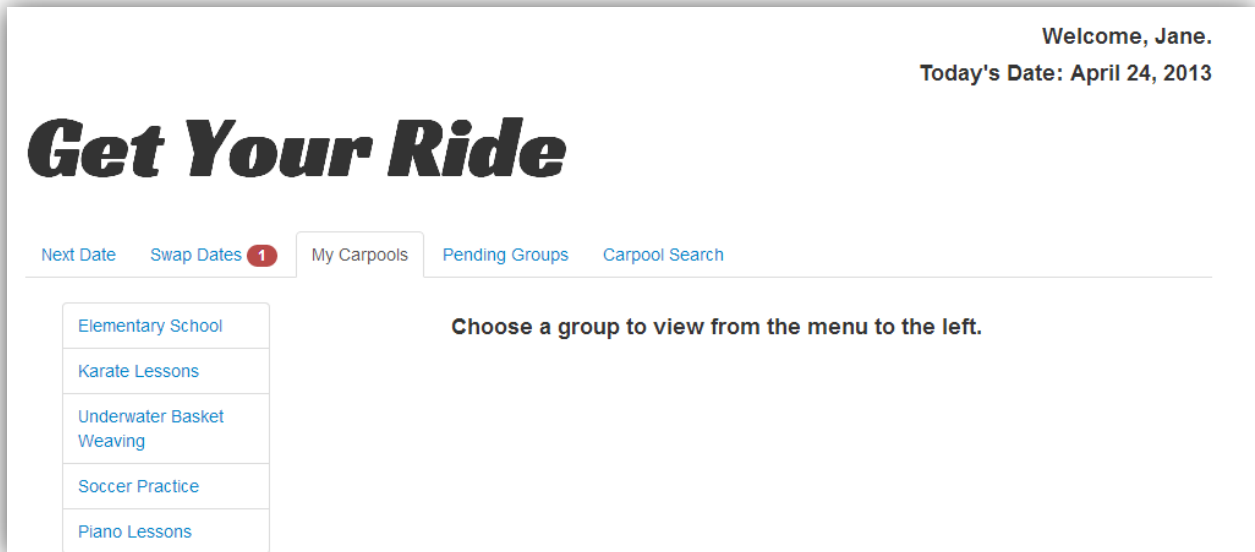 Welcome, Jane.
Today's Date: April 24, 2013
Get Your Ride
Next Date Swap Dates 1 My Carpools Pending Groups Carpool Search
Elementary School
Choose a group to view from the menu to the left.
Karate Lessons
Underwater Basket
Weaving
Soccer Practice
Piano Lessons